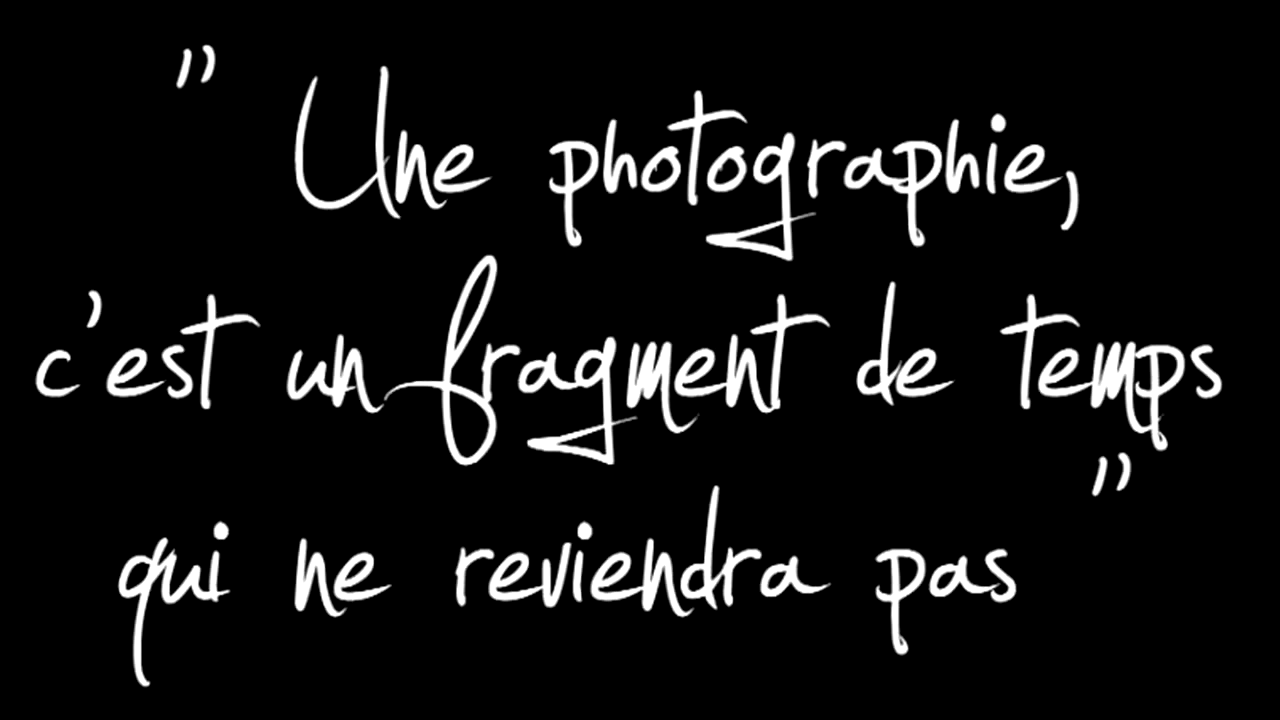 " Une photographie,
c'est un fragment de temps
qui ne reviendra pas "